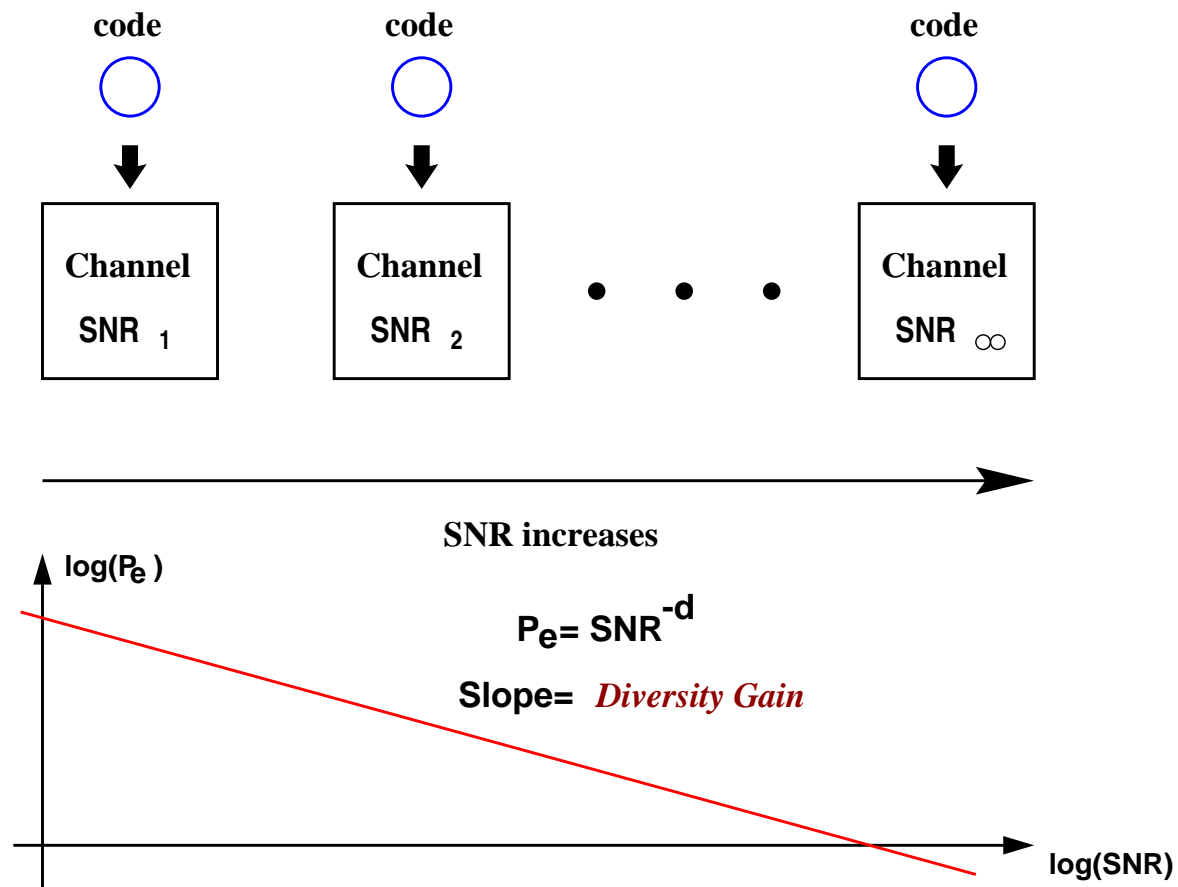 code code code
Channel Channel Channel
SNR 1 SNR 2 SNR ∞
SNR increases
log(Pe)
Pe= SNR^-d
Slope= Diversity Gain
log(SNR)